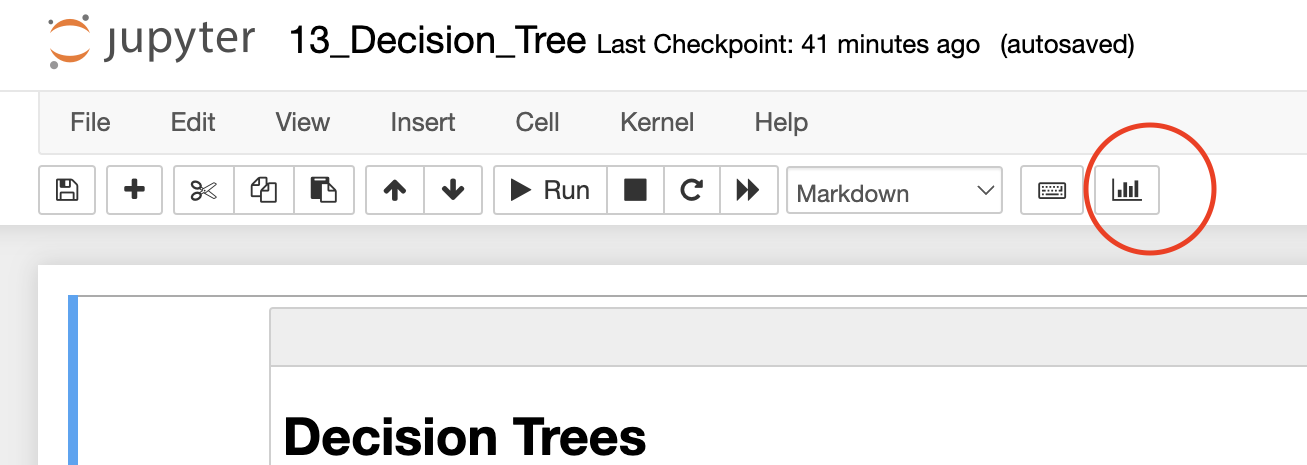 jupyter 13_Decision_Tree Last Checkpoint: 41 minutes ago (autosaved)
File Edit View Insert Cell Kernel Help
Run Markdown
Decision Trees